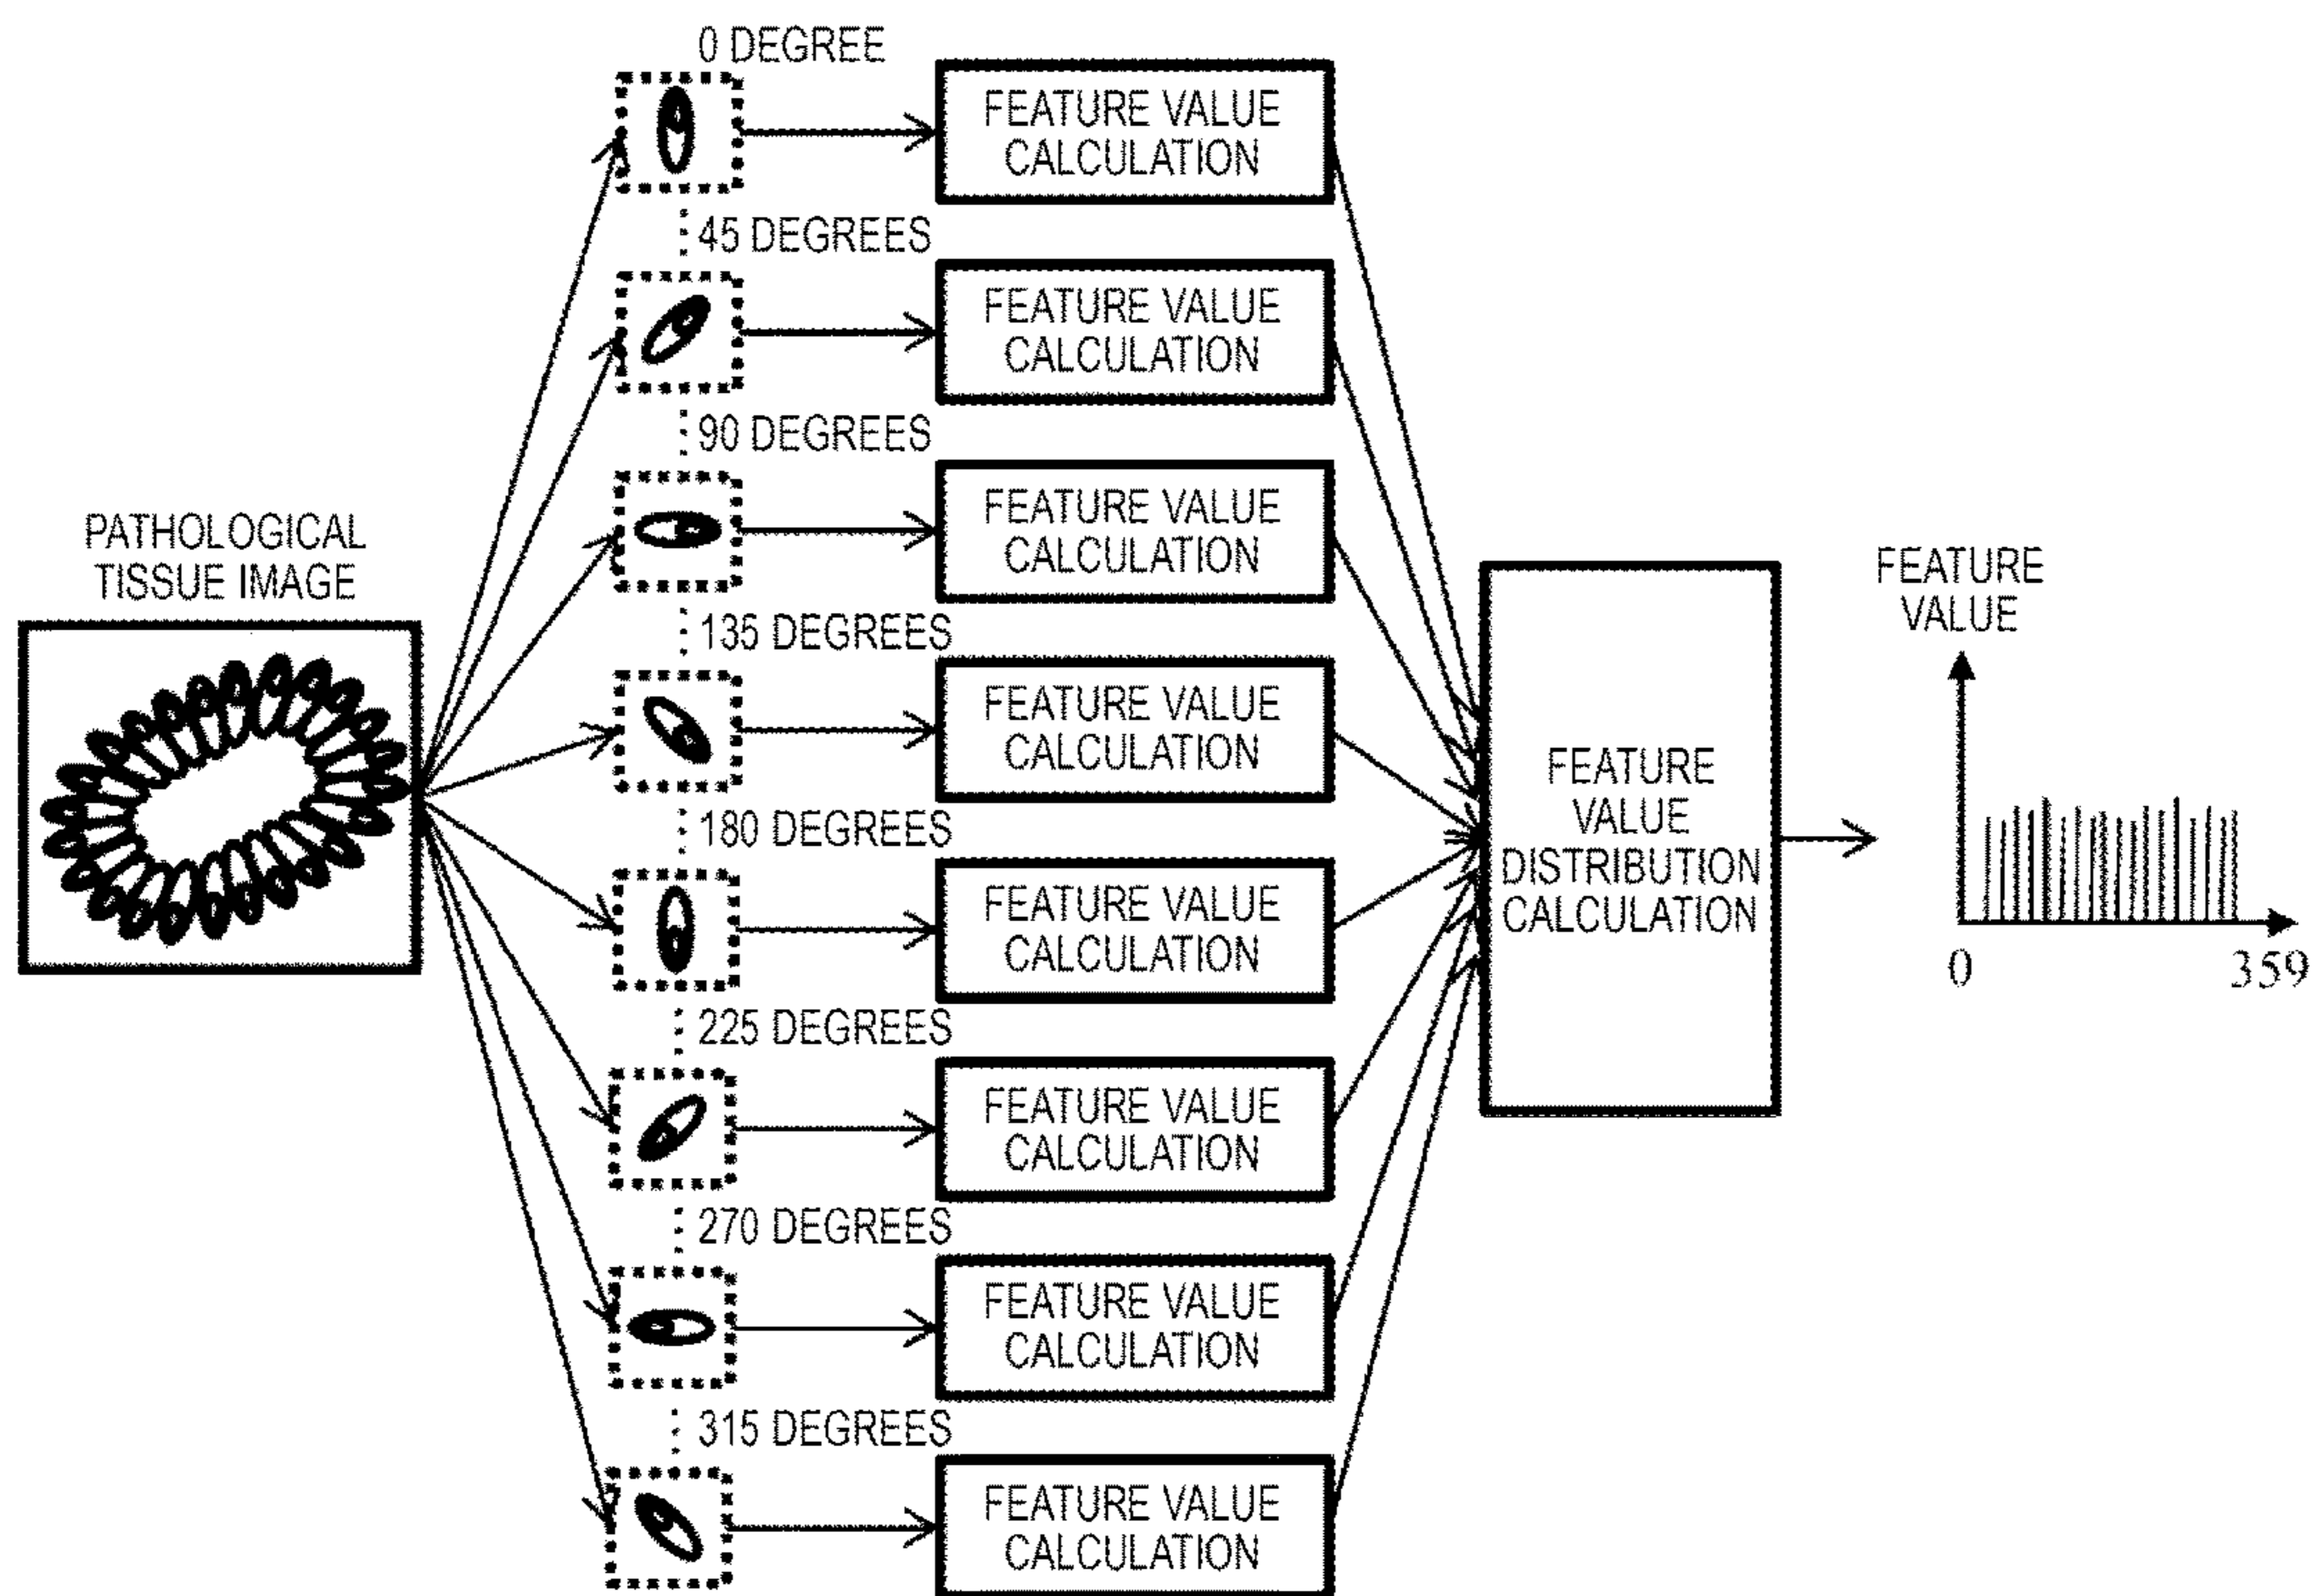 0 DEGREE
FEATURE VALUE
CALCULATION
45 DEGREES
FEATURE VALUE
CALCULATION
90 DEGREES
FEATURE VALUE
CALCULATION
PATHOLOGICAL
TISSUE IMAGE
135 DEGREES
FEATURE VALUE
CALCULATION
180 DEGREES
FEATURE VALUE
CALCULATION
225 DEGREES
FEATURE VALUE
CALCULATION
270 DEGREES
FEATURE VALUE
CALCULATION
315 DEGREES
FEATURE VALUE
CALCULATION
FEATURE
VALUE
DISTRIBUTION
CALCULATION
FEATURE
VALUE
0
359